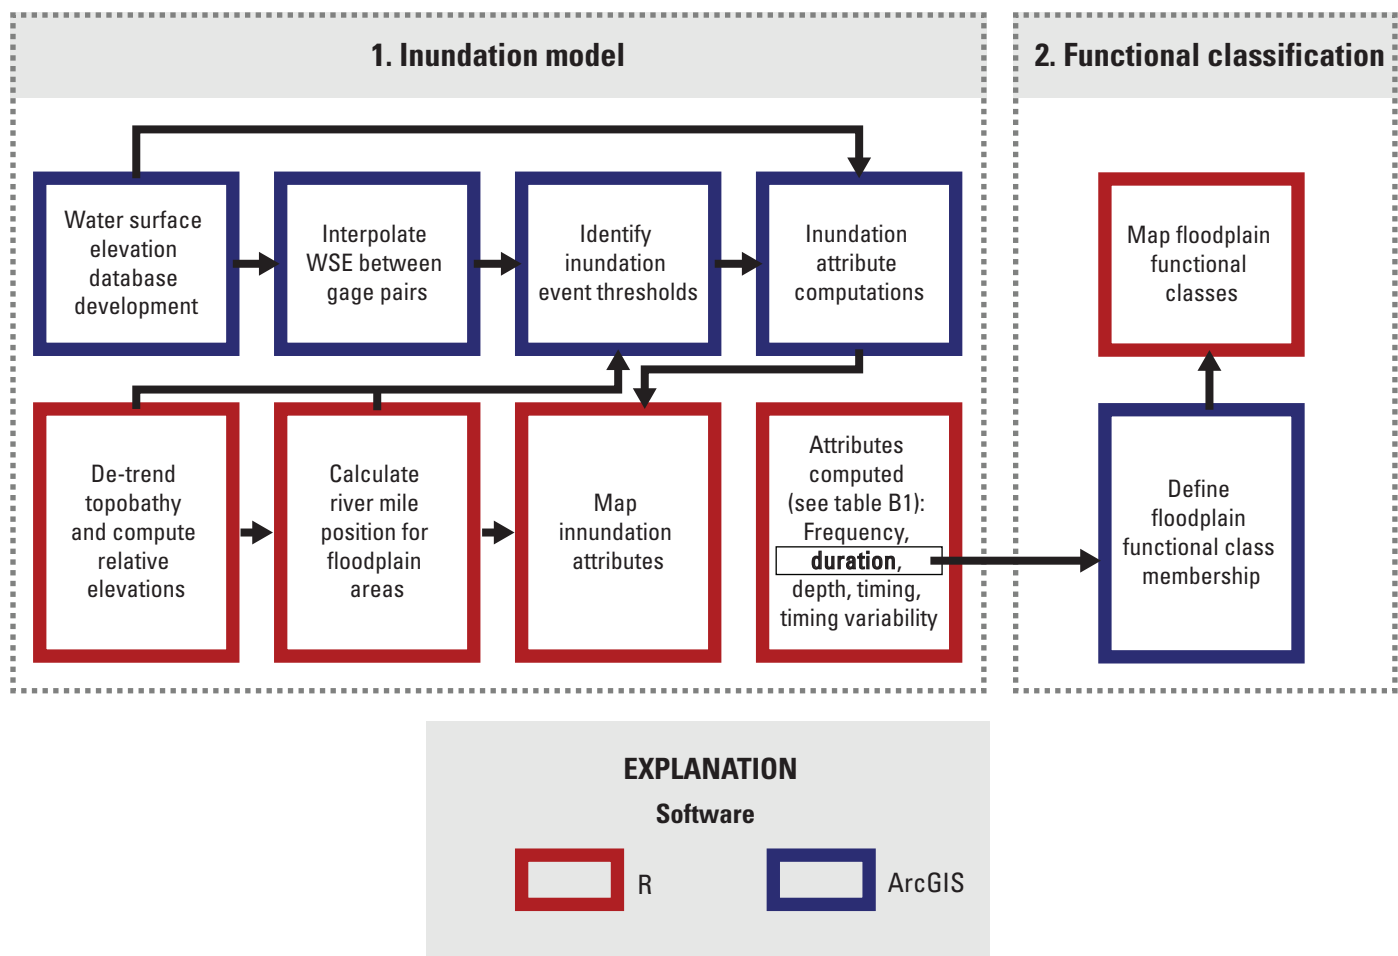 1. Inundation model
Water surface
elevation
database
development
Interpolate
WSE between
gage pairs
Identify
inundation
event thresholds
Inundation
attribute
computations
De-trend
topobathy
and compute
relative
elevations
Calculate
river mile
position for
floodplain
areas
Map
innundation
attributes
Attributes
computed
(see table B1):
Frequency,
duration,
depth, timing,
timing variability
2. Functional classification
Map floodplain
functional
classes
Define
floodplain
functional class
membership
EXPLANATION
Software
R
ArcGIS